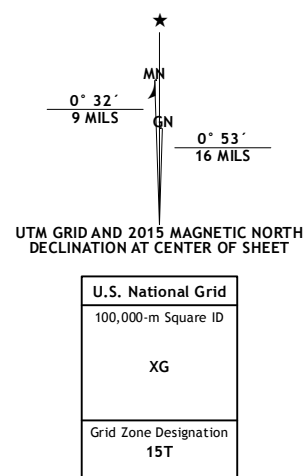 ★
MN
GN
0° 32´
9 MILS
0° 53´
16 MILS
UTM GRID AND 2015 MAGNETIC NORTH
DECLINATION AT CENTER OF SHEET
U.S. National Grid
100,000-m Square ID
XG
Grid Zone Designation
15T